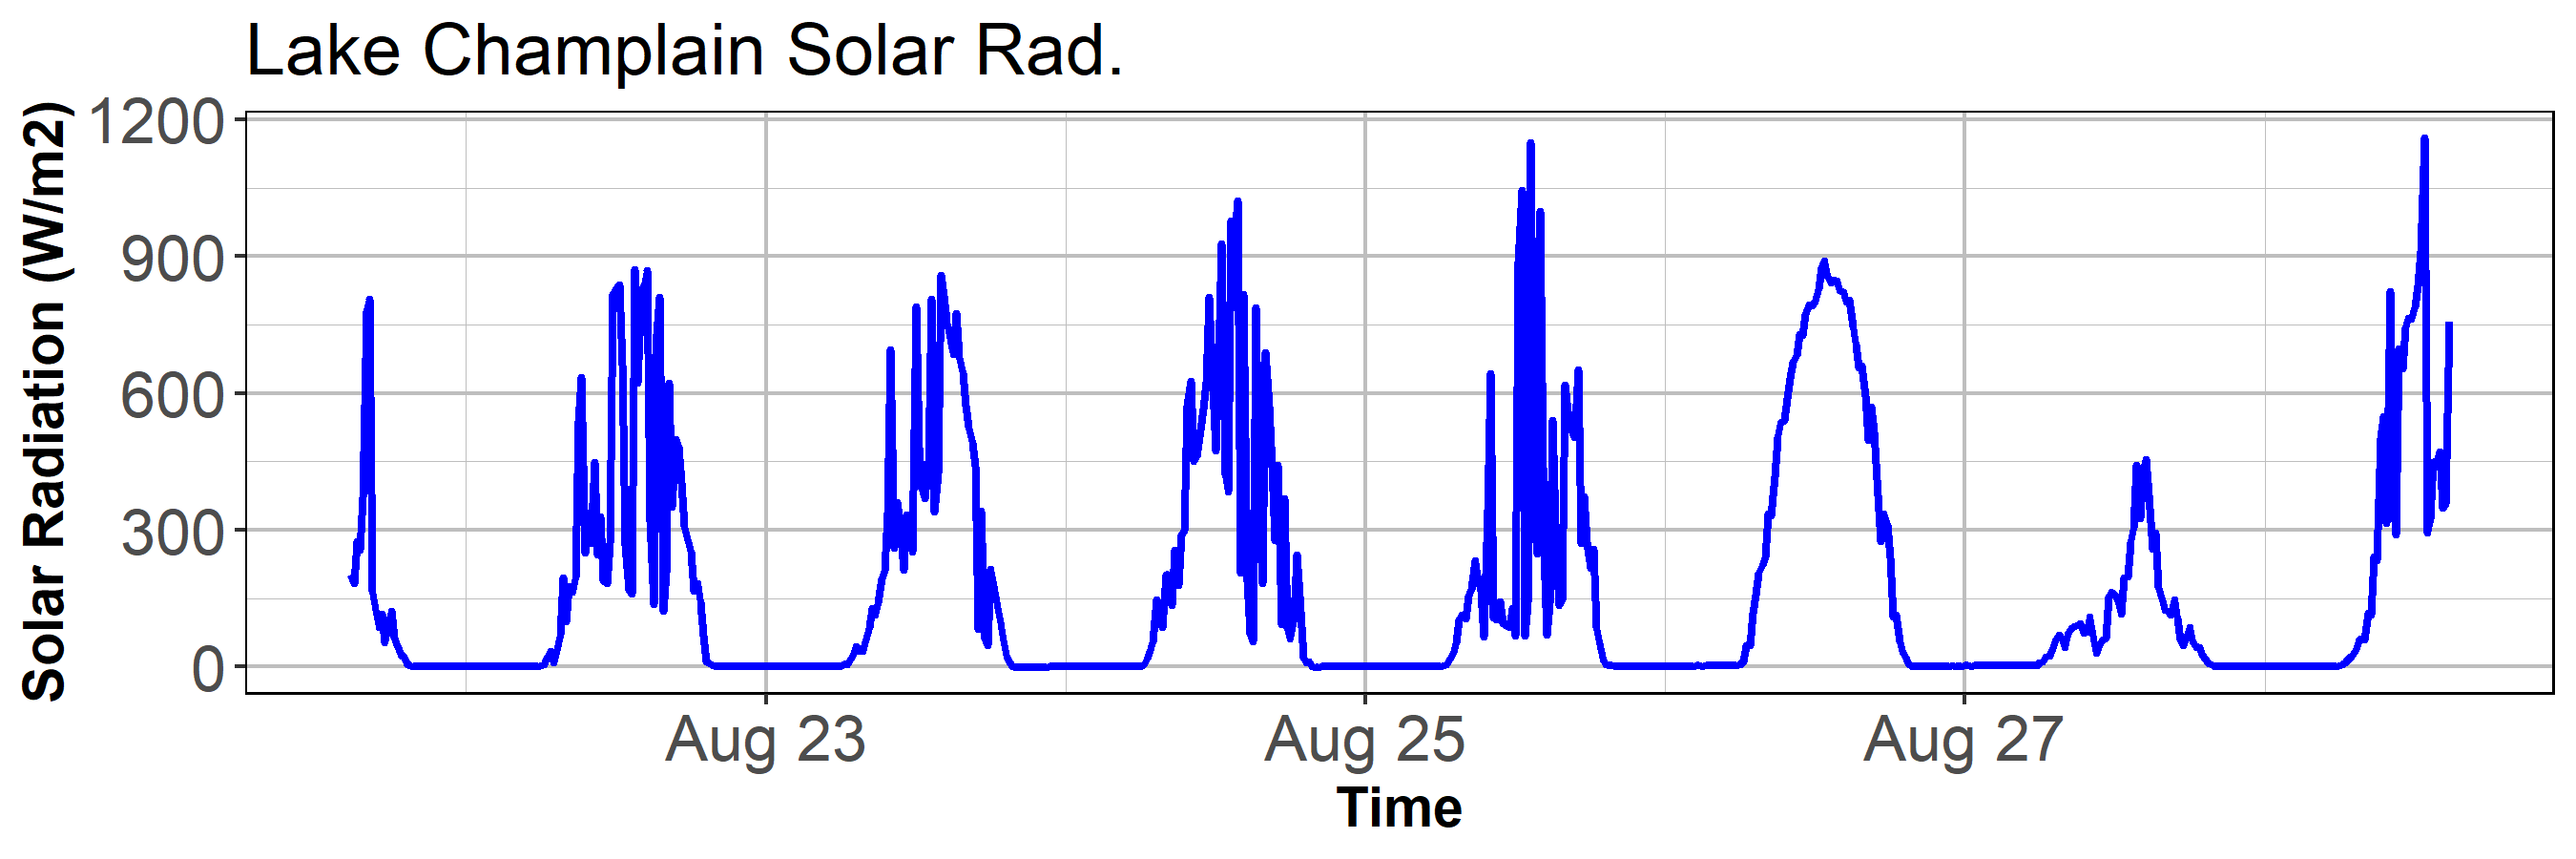 Lake Champlain Solar Rad.
Solar Radiation (W/m2)
1200
900
600
300
0
Aug 23
Aug 25
Aug 27
Time